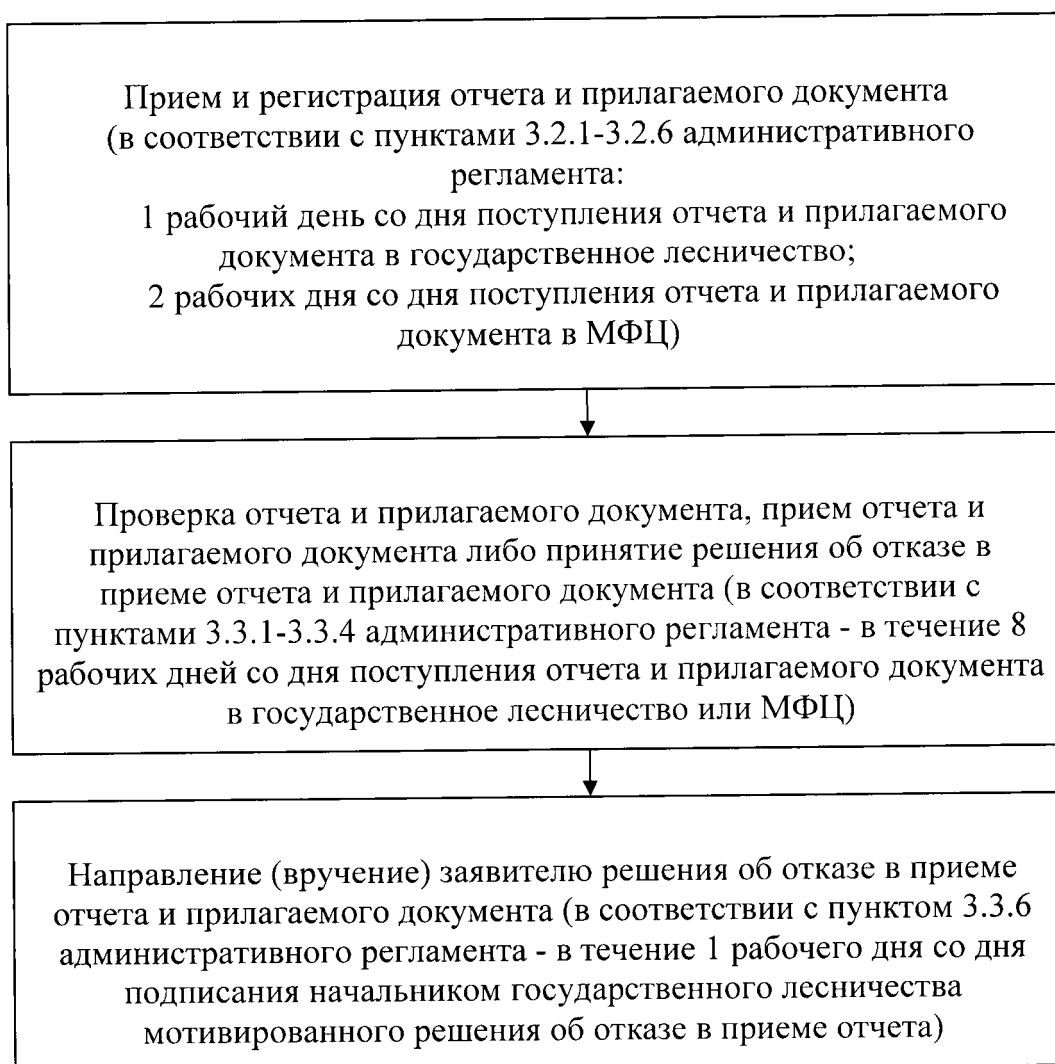 Прием и регистрация отчета и прилагаемого документа
(в соответствии с пунктами 3.2.1-3.2.6 административного
регламента:
1 рабочий день со дня поступления отчета и прилагаемого
документа в государственное лесничество;
2 рабочих дня со дня поступления отчета и прилагаемого
документа в МФЦ)
Проверка отчета и прилагаемого документа, прием отчета и
прилагаемого документа либо принятие решения об отказе в
приеме отчета и прилагаемого документа (в соответствии с
пунктами 3.3.1-3.3.4 административного регламента - в течение 8
рабочих дней со дня поступления отчета и прилагаемого документа
в государственное лесничество или МФЦ)
Направление (вручение) заявителю решения об отказе в приеме
отчета и прилагаемого документа (в соответствии с пунктом 3.3.6
административного регламента - в течение 1 рабочего дня со дня
подписания начальником государственного лесничества
мотивированного решения об отказе в приеме отчета)